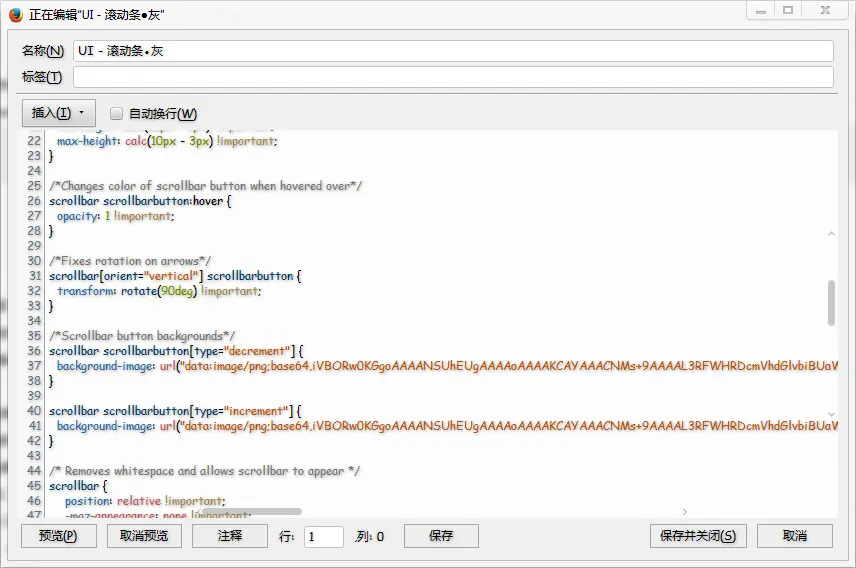 正在编辑“UI - 滚动条●灰”
名称(N) UI - 滚动条●灰
标签(T)
插入(I) 自动换行(W)
22 max-height: calc(10px - 3px) !important;
23 }
24
25 /*Changes color of scrollbar button when hovered over*/
26 scrollbar scrollbarbutton:hover {
27 opacity: 1 !important;
28 }
29
30 /*Fixes rotation on arrows*/
31 scrollbar[orient="vertical"] scrollbarbutton {
32 transform: rotate(90deg) !important;
33 }
34
35 /*Scrollbar button backgrounds*/
36 scrollbar scrollbarbutton[type="decrement"] {
37 background-image: url("data:image/png;base64,iVBORw0KGgoAAAANSUhEUgAAAAoAAAAKCAYAAACNMs+9AAAAL3RFWHRDcmVhdGlvbiBUaW
38 }
39
40 scrollbar scrollbarbutton[type="increment"] {
41 background-image: url("data:image/png;base64,iVBORw0KGgoAAAANSUhEUgAAAAoAAAAKCAYAAACNMs+9AAAAL3RFWHRDcmVhdGlvbiBUaW
42 }
43
44 /* Removes whitespace and allows scrollbar to appear */
45 scrollbar {
46 position: relative !important;
47 -moz-appearance: none !important;
预览(P) 取消预览 注释 行: 1 列: 0 保存 保存并关闭(S) 取消